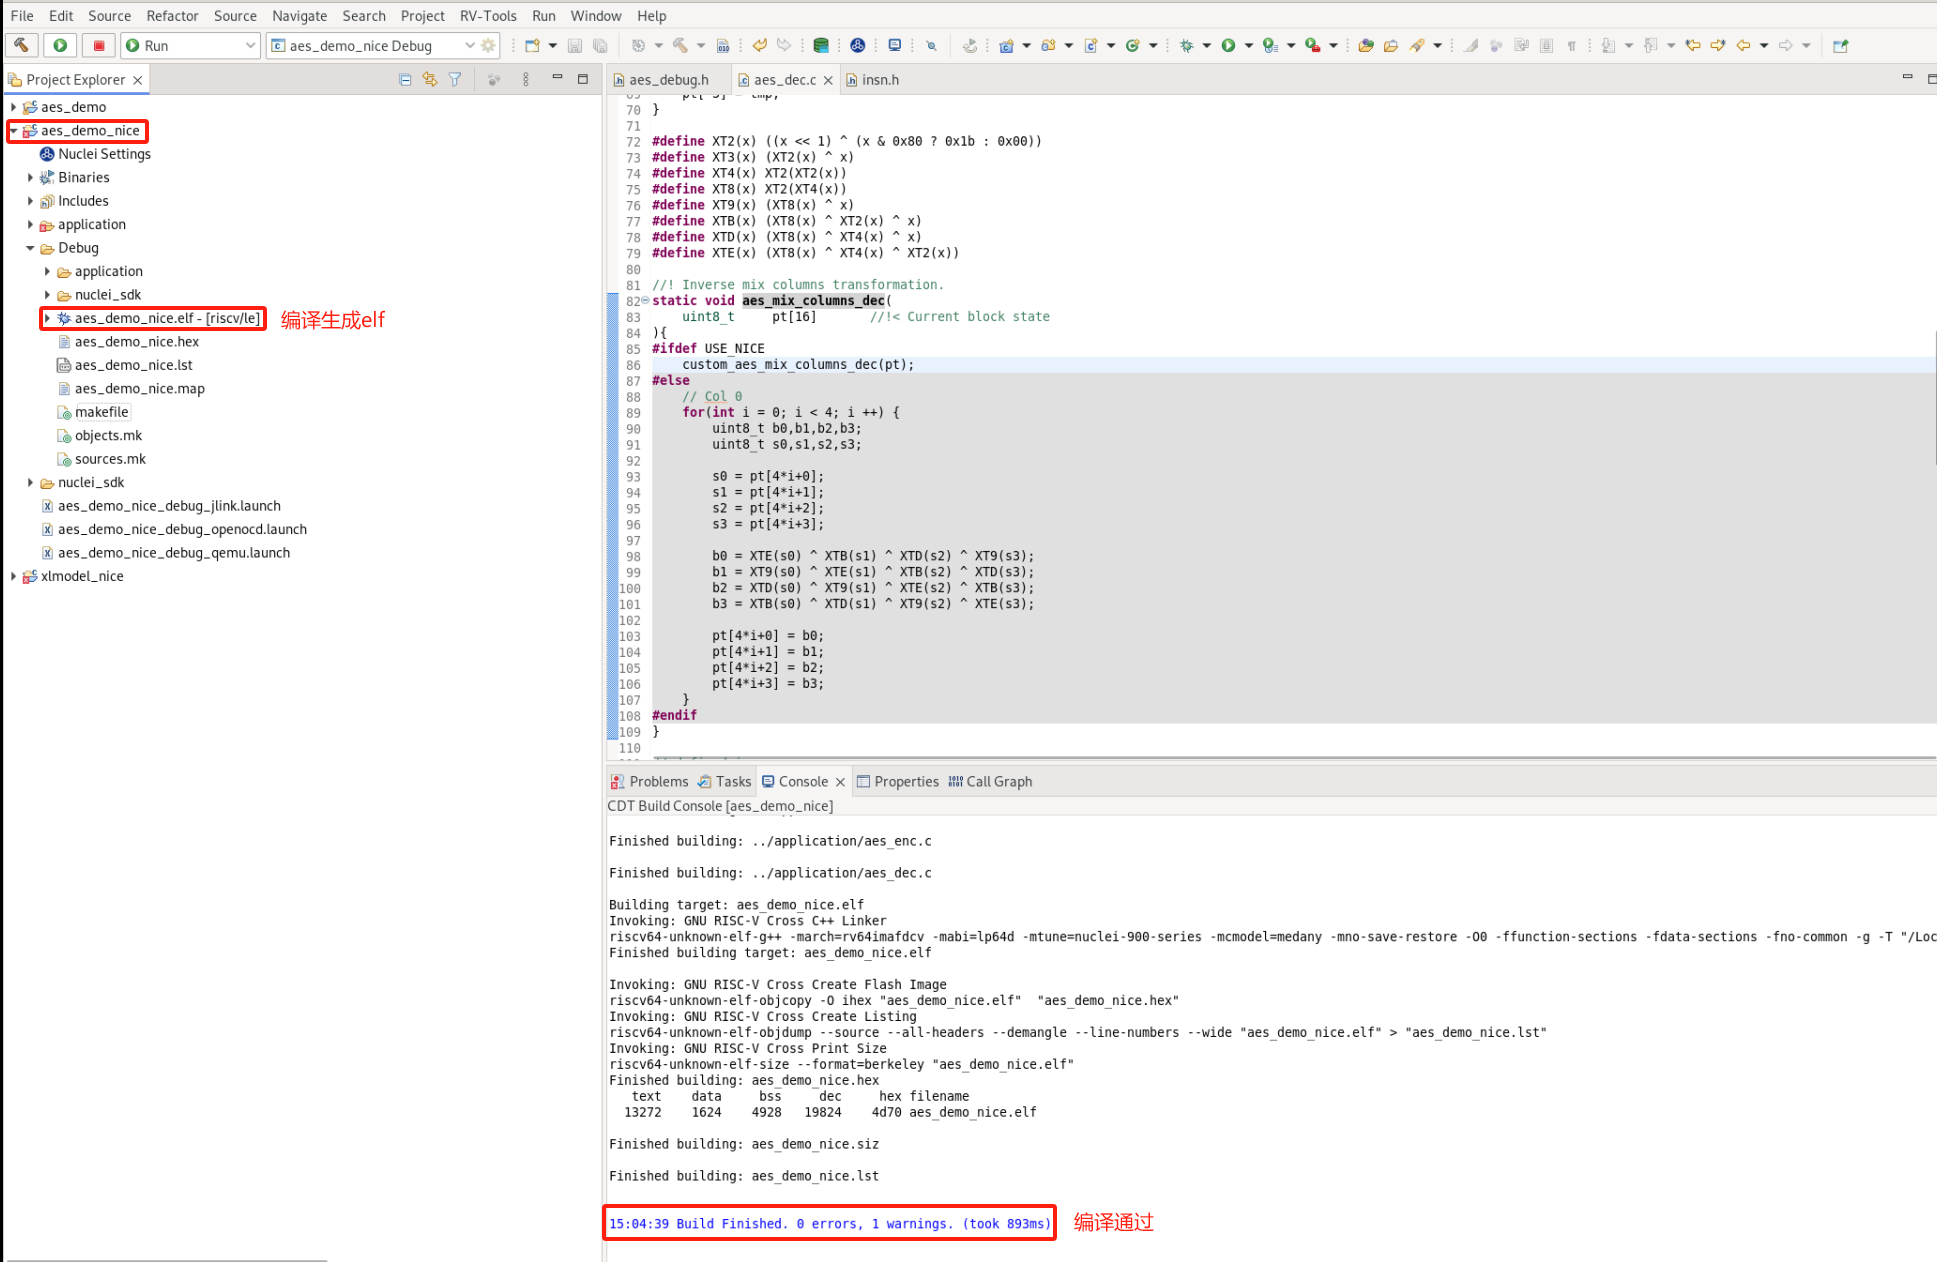 File Edit Source Refactor Source Navigate Search Project RV-Tools Run Window Help
Run aes_demo_nice Debug
Project Explorer
aes_demo
aes_demo_nice
Nuclei Settings
Binaries
Includes
application
Debug
application
nuclei_sdk
aes_demo_nice.elf - [riscv/le] 编译生成elf
aes_demo_nice.hex
aes_demo_nice.lst
aes_demo_nice.map
makefile
objects.mk
sources.mk
nuclei_sdk
aes_demo_nice_debug_jlink.launch
aes_demo_nice_debug_openocd.launch
aes_demo_nice_debug_qemu.launch
xlmodel_nice
aes_debug.h aes_dec.c insn.h
70 }
71
72 #define XT2(x) ((x << 1) ^ (x & 0x80 ? 0x1b : 0x00))
73 #define XT3(x) (XT2(x) ^ x)
74 #define XT4(x) XT2(XT2(x))
75 #define XT8(x) XT2(XT4(x))
76 #define XT9(x) (XT8(x) ^ x)
77 #define XTB(x) (XT8(x) ^ XT2(x) ^ x)
78 #define XTD(x) (XT8(x) ^ XT4(x) ^ x)
79 #define XTE(x) (XT8(x) ^ XT4(x) ^ XT2(x))
80
81 //! Inverse mix columns transformation.
82 static void aes_mix_columns_dec(
83 uint8_t pt[16] //!< Current block state
84 ){
85 #ifdef USE_NICE
86 custom_aes_mix_columns_dec(pt);
87 #else
88 // Col 0
89 for(int i = 0; i < 4; i ++) {
90 uint8_t b0,b1,b2,b3;
91 uint8_t s0,s1,s2,s3;
92
93 s0 = pt[4*i+0];
94 s1 = pt[4*i+1];
95 s2 = pt[4*i+2];
96 s3 = pt[4*i+3];
97
98 b0 = XTE(s0) ^ XTB(s1) ^ XTD(s2) ^ XT9(s3);
99 b1 = XT9(s0) ^ XTE(s1) ^ XTB(s2) ^ XTD(s3);
100 b2 = XTD(s0) ^ XT9(s1) ^ XTE(s2) ^ XTB(s3);
101 b3 = XTB(s0) ^ XTD(s1) ^ XT9(s2) ^ XTE(s3);
102
103 pt[4*i+0] = b0;
104 pt[4*i+1] = b1;
105 pt[4*i+2] = b2;
106 pt[4*i+3] = b3;
107 }
108 #endif
109 }
110
Problems Tasks Console Properties Call Graph
CDT Build Console [aes_demo_nice]
Finished building: ../application/aes_enc.c
Finished building: ../application/aes_dec.c
Building target: aes_demo_nice.elf
Invoking: GNU RISC-V Cross C++ Linker
riscv64-unknown-elf-g++ -march=rv64imafdcv -mabi=lp64d -mtune=nuclei-900-series -mcmodel=medany -mno-save-restore -O0 -ffunction-sections -fdata-sections -fno-common -g -T "/Loc
Finished building target: aes_demo_nice.elf
Invoking: GNU RISC-V Cross Create Flash Image
riscv64-unknown-elf-objcopy -O ihex "aes_demo_nice.elf" "aes_demo_nice.hex"
Invoking: GNU RISC-V Cross Create Listing
riscv64-unknown-elf-objdump --source --all-headers --demangle --line-numbers --wide "aes_demo_nice.elf" > "aes_demo_nice.lst"
Invoking: GNU RISC-V Cross Print Size
riscv64-unknown-elf-size --format=berkeley "aes_demo_nice.elf"
Finished building: aes_demo_nice.hex
text data bss dec hex filename
13272 1624 4928 19824 4d70 aes_demo_nice.elf
Finished building: aes_demo_nice.siz
Finished building: aes_demo_nice.lst
15:04:39 Build Finished. 0 errors, 1 warnings. (took 893ms) 编译通过